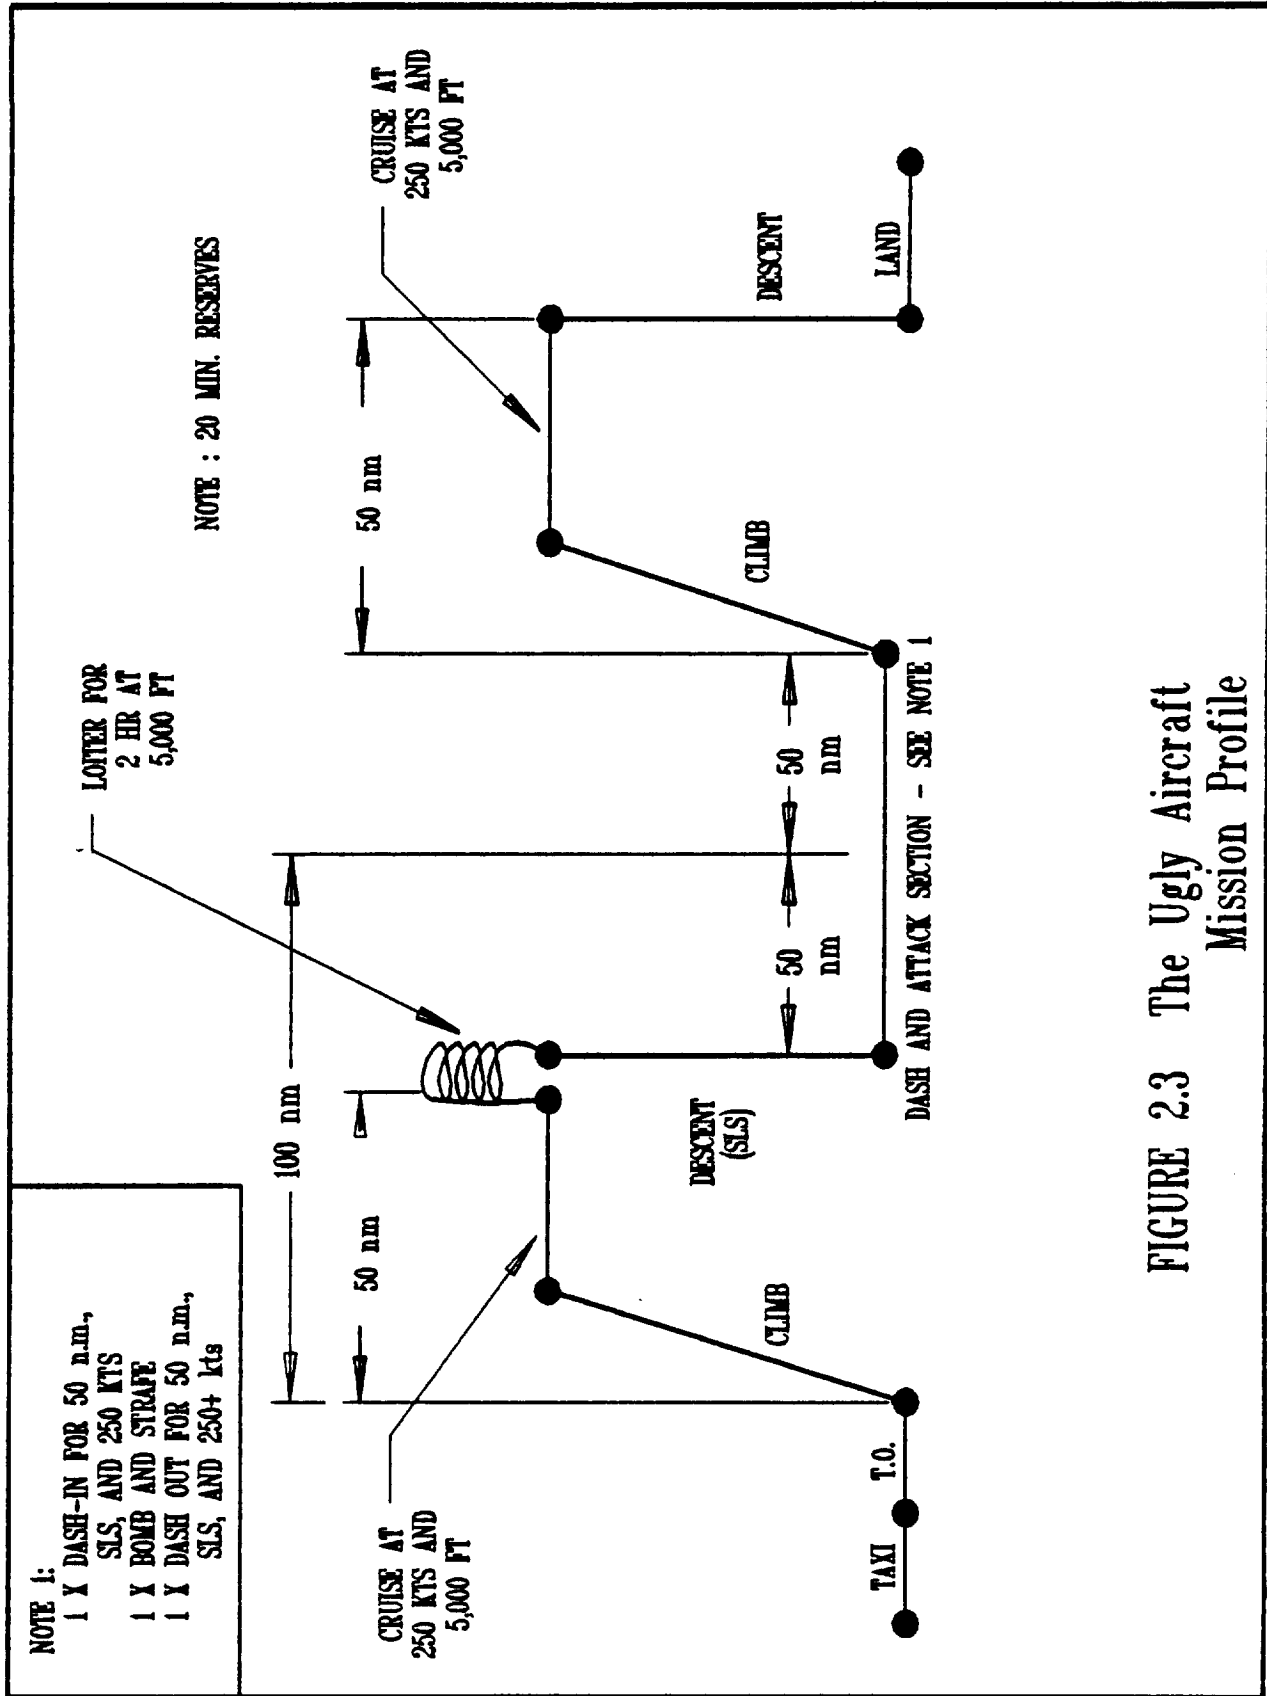 NOTE 1:
1 X DASH-IN FOR 50 n.m.,
SLS, AND 250 KTS
1 X BOMB AND STRAFE
1 X DASH OUT FOR 50 n.m.,
SLS, AND 250+ kts
LOITER FOR
2 HR AT
5,000 FT
NOTE : 20 MIN. RESERVES
100 nm
50 nm
50 nm
CRUISE AT
250 KTS AND
5,000 FT
CRUISE AT
250 KTS AND
5,000 FT
TAXI
T.O.
CLIMB
DESCENT
(SLS)
50
nm
50
nm
CLIMB
DESCENT
LAND
DASH AND ATTACK SECTION - SEE NOTE 1
FIGURE 2.3 The Ugly Aircraft
Mission Profile